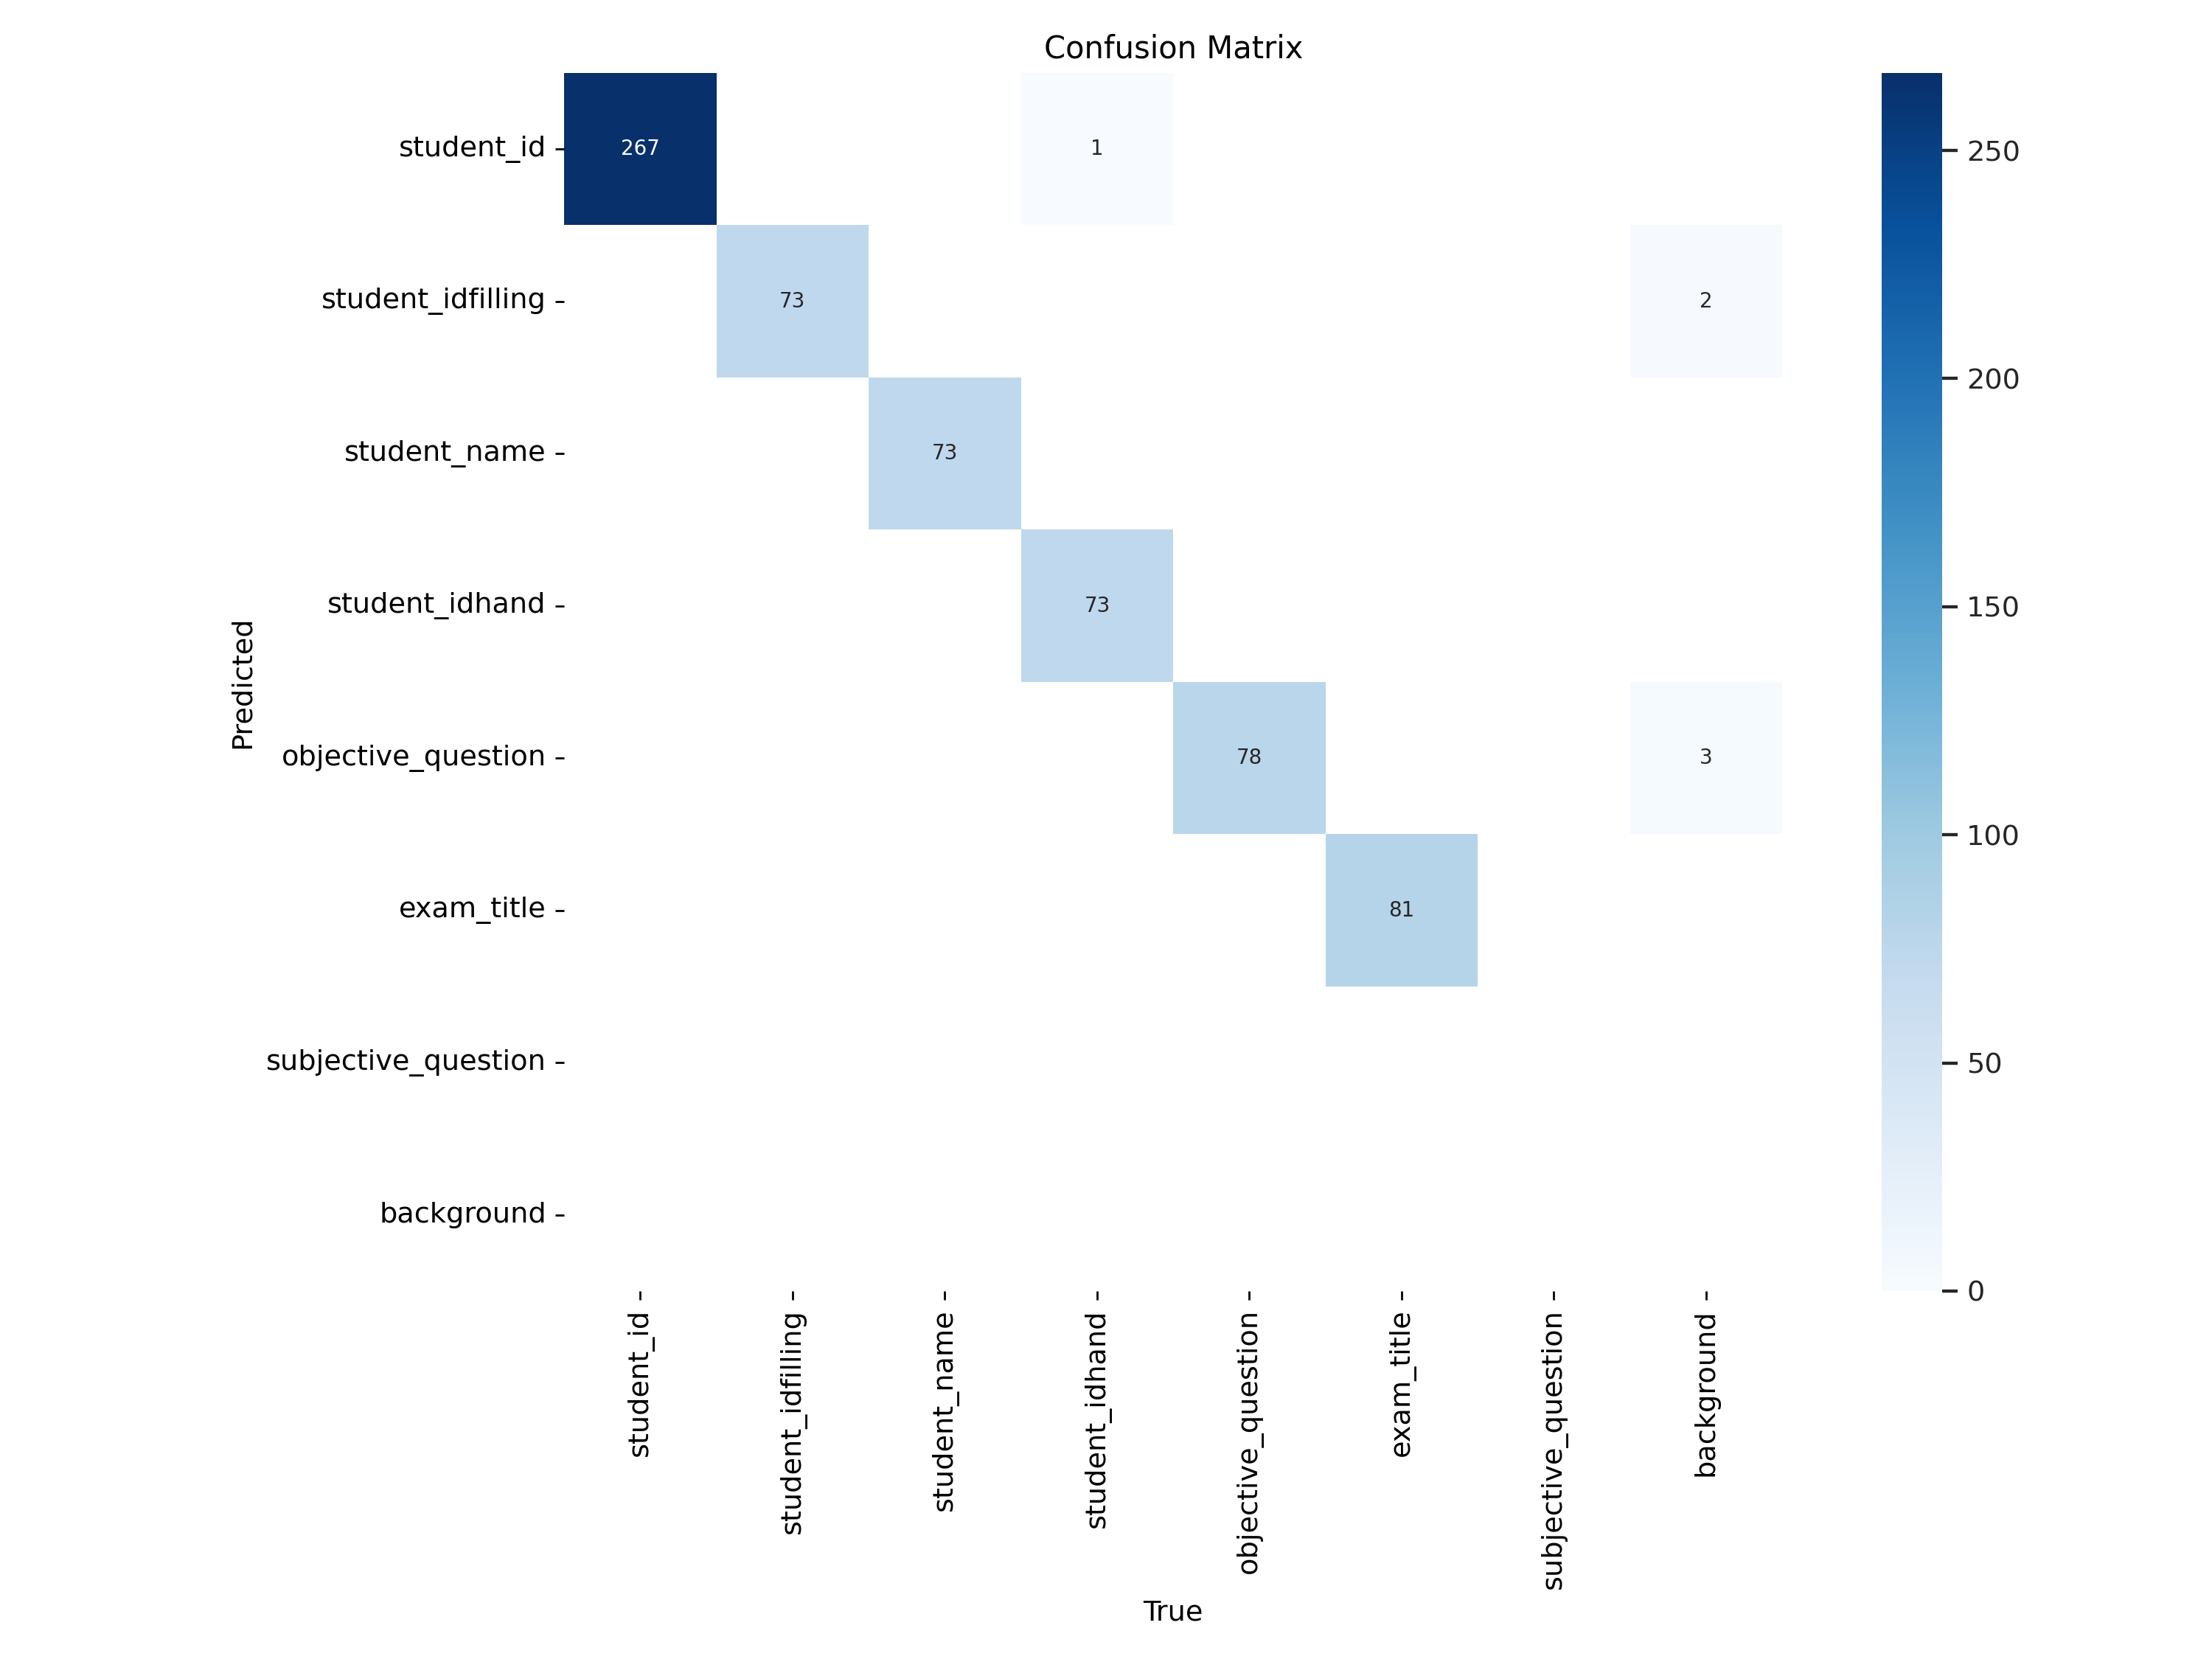 Confusion Matrix
student_id
267
1
250
student_idfilling
73
2
200
student_name
73
student_idhand
73
150
Predicted
objective_question
78
3
100
exam_title
81
subjective_question
50
background
0
student_id
student_idfilling
student_name
student_idhand
objective_question
exam_title
subjective_question
background
True